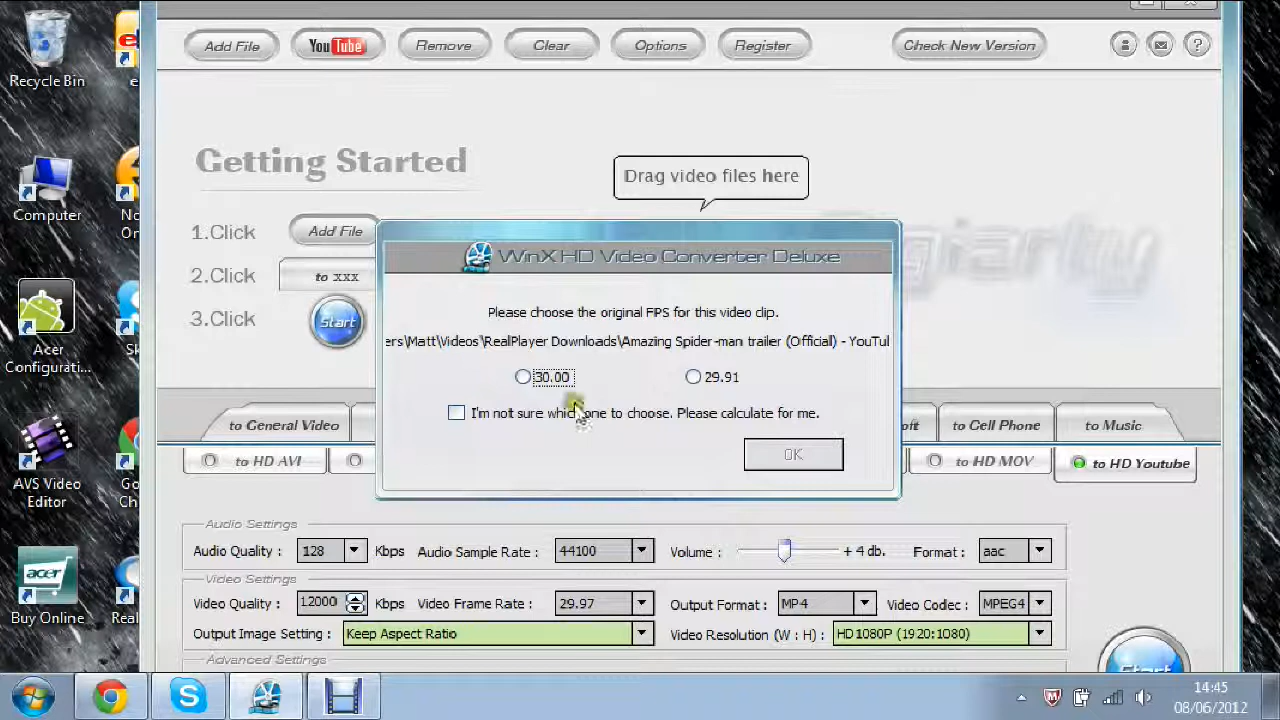 Add File
YouTube
Remove
Clear
Options
Register
Check New Version
?
Recycle Bin
Getting Started
Drag video files here
Computer
1.Click
Add File
2.Click
to xxx
3.Click
Start
WinX HD Video Converter Deluxe
Please choose the original FPS for this video clip.
ers\Matt\Videos\RealPlayer Downloads\Amazing Spider-man trailer (Official) - YouTul
30.00
29.91
I'm not sure which one to choose. Please calculate for me.
OK
Acer
Configurati...
to General Video
oft
to Cell Phone
to Music
to HD AVI
to HD MOV
to HD Youtube
AVS Video
Editor
Audio Settings
Audio Quality :
128
Kbps
Audio Sample Rate :
44100
Volume :
+ 4 db.
Format :
aac
Video Settings
Video Quality :
12000
Kbps
Video Frame Rate :
29.97
Output Format :
MP4
Video Codec :
MPEG4
acer
Buy Online
Output Image Setting :
Keep Aspect Ratio
Video Resolution (W : H) :
HD1080P (1920:1080)
Advanced Settings
Start
14:45
08/06/2012